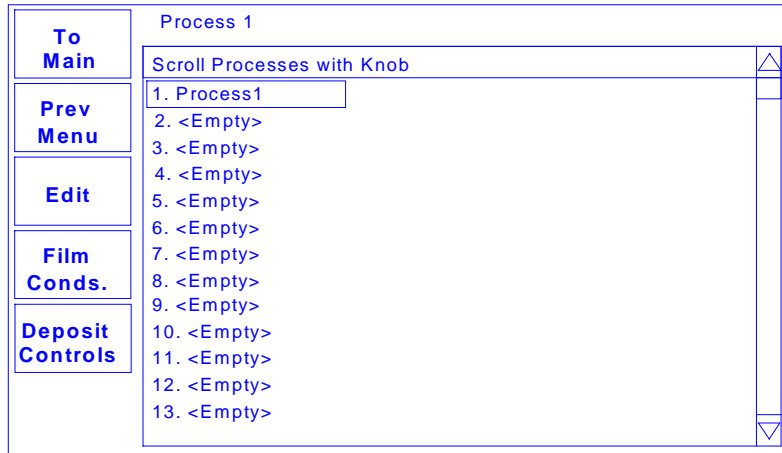 To
Main
Prev
Menu
Edit
Film
Conds.
Deposit
Controls
Process 1
Scroll Processes with Knob
1. Process1
2. <Empty>
3. <Empty>
4. <Empty>
5. <Empty>
6. <Empty>
7. <Empty>
8. <Empty>
9. <Empty>
10. <Empty>
11. <Empty>
12. <Empty>
13. <Empty>